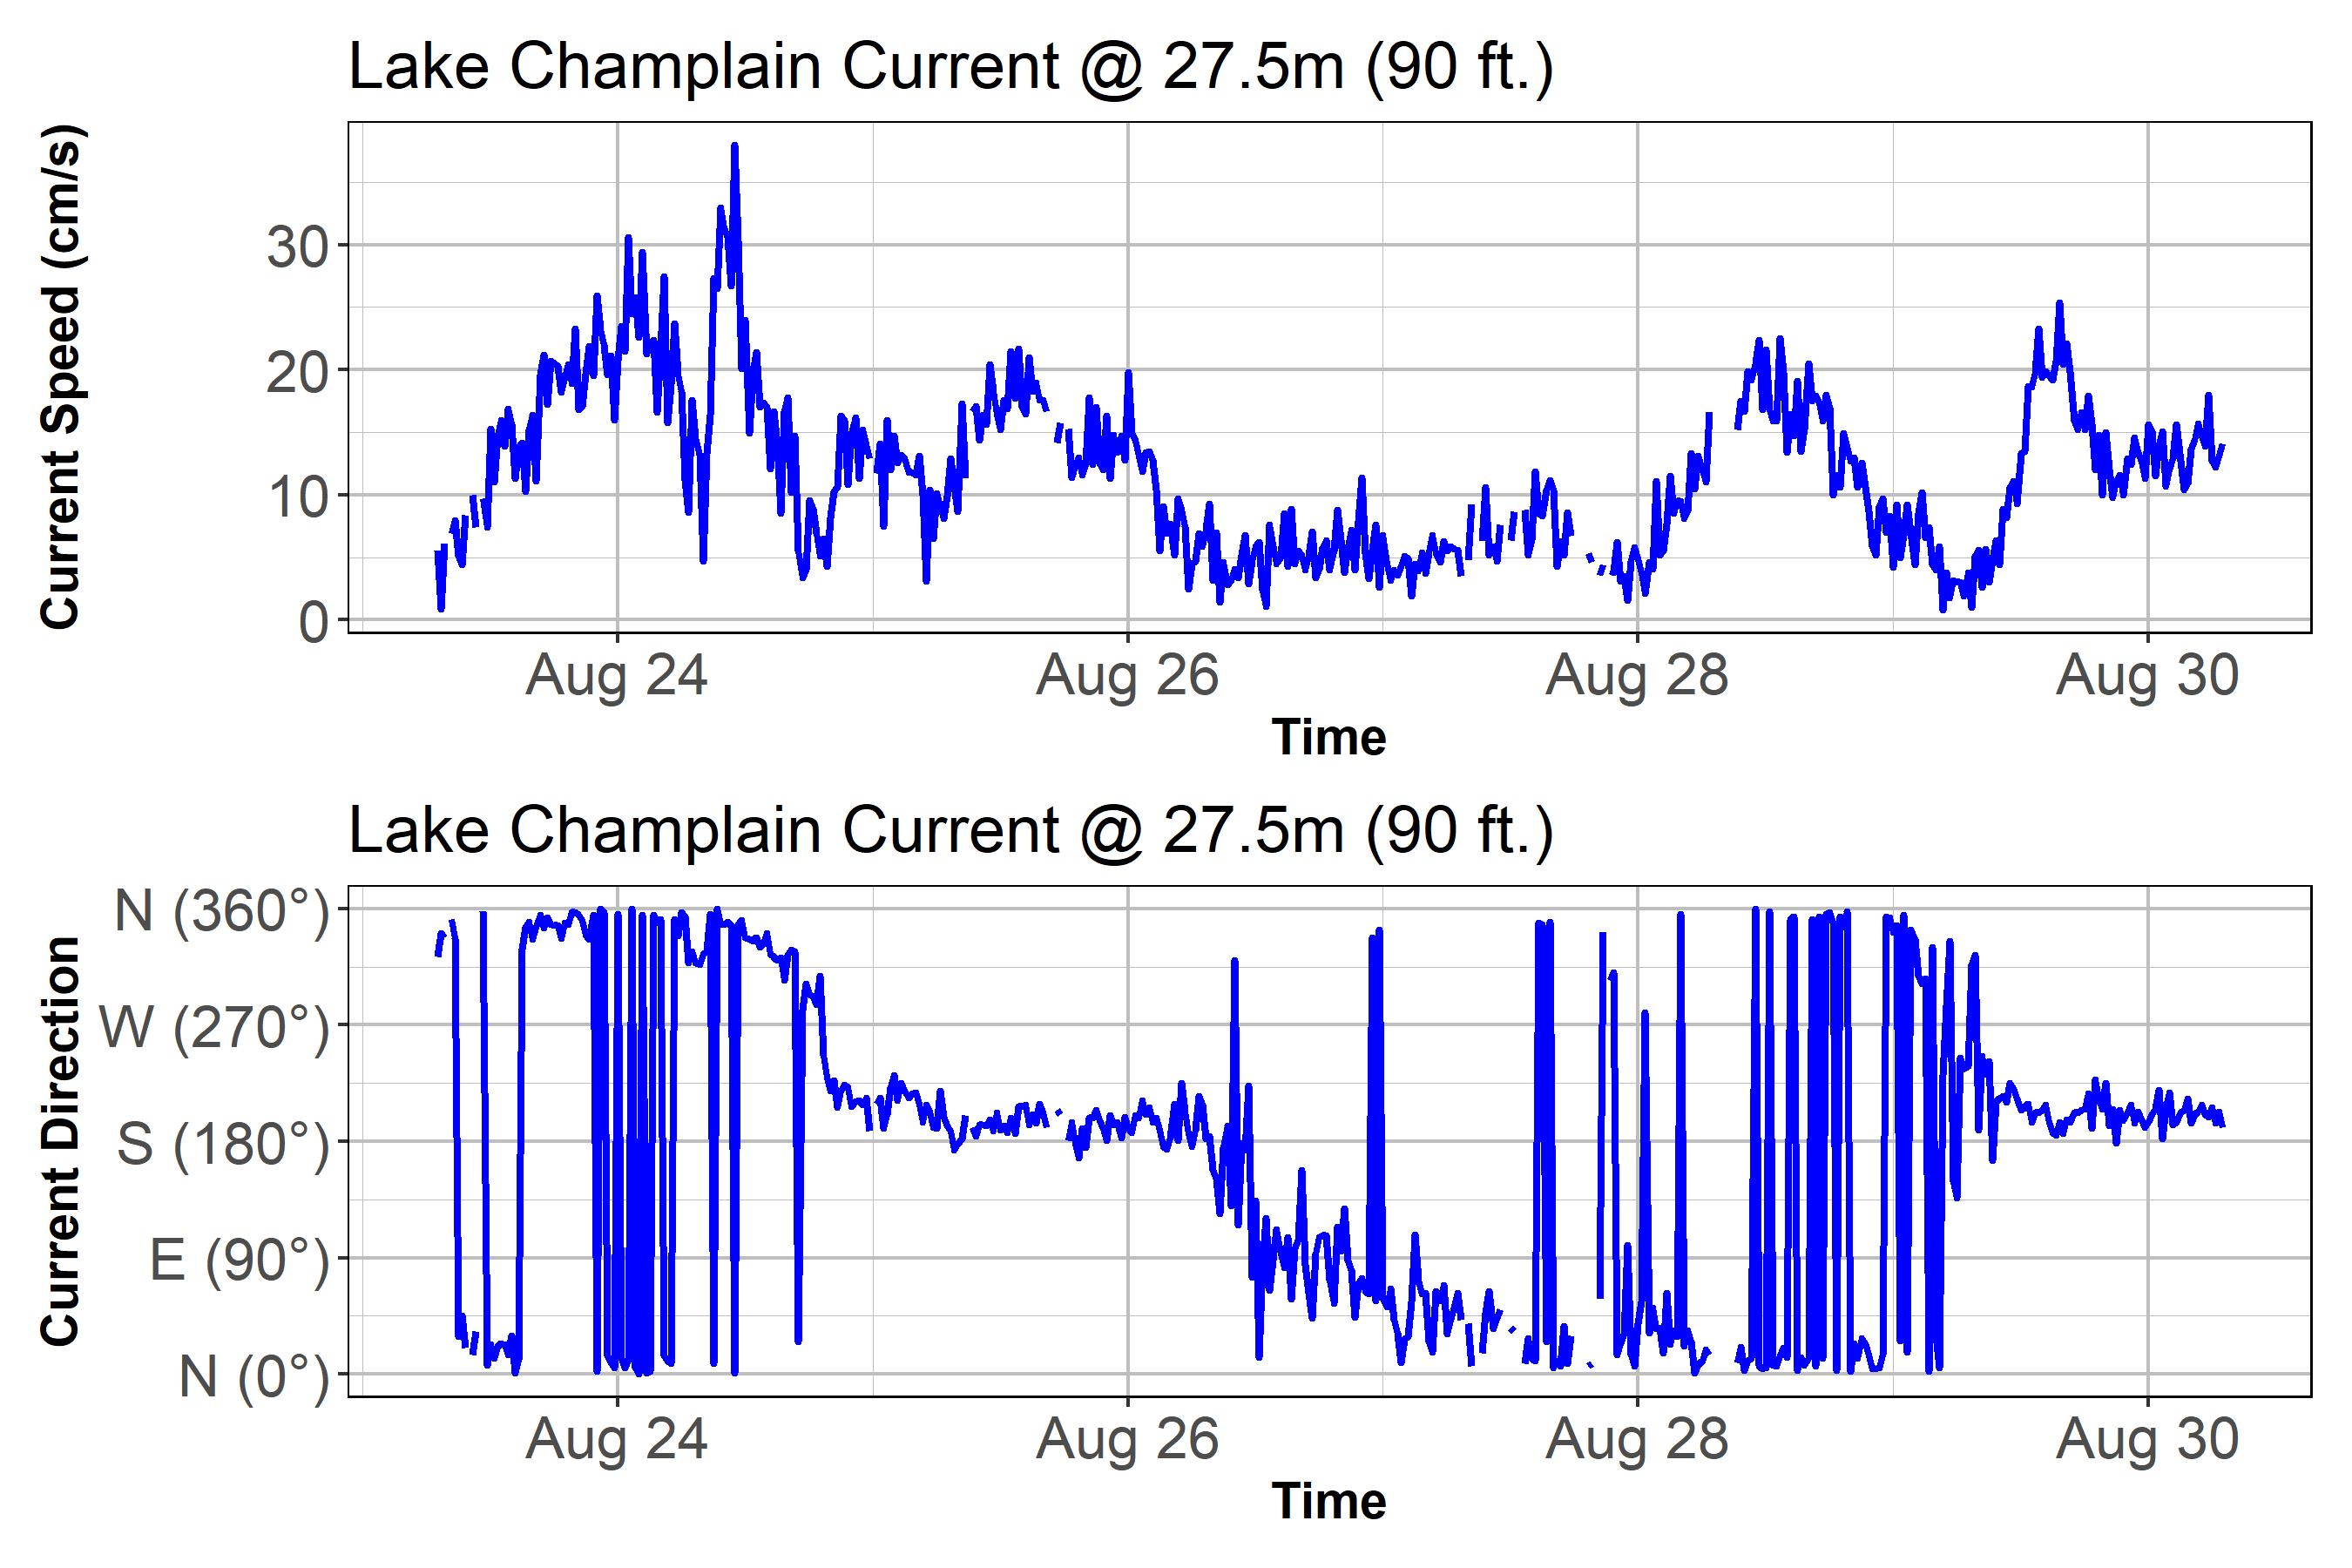 Lake Champlain Current @ 27.5m (90 ft.)
Current Speed (cm/s)
30
20
10
0
Aug 24 Aug 26 Aug 28 Aug 30
Time
Lake Champlain Current @ 27.5m (90 ft.)
Current Direction
N (360°)
W (270°)
S (180°)
E (90°)
N (0°)
Aug 24 Aug 26 Aug 28 Aug 30
Time